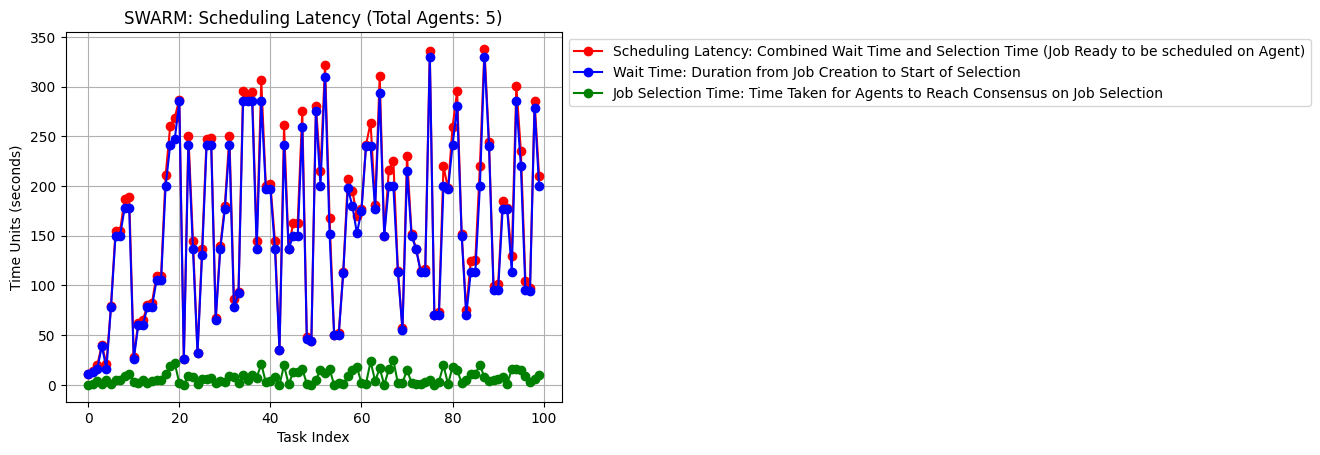 SWARM: Scheduling Latency (Total Agents: 5)
Scheduling Latency: Combined Wait Time and Selection Time (Job Ready to be scheduled on Agent)
Wait Time: Duration from Job Creation to Start of Selection
Job Selection Time: Time Taken for Agents to Reach Consensus on Job Selection
Time Units (seconds)
350
300
250
200
150
100
50
0
0 20 40 60 80 100
Task Index